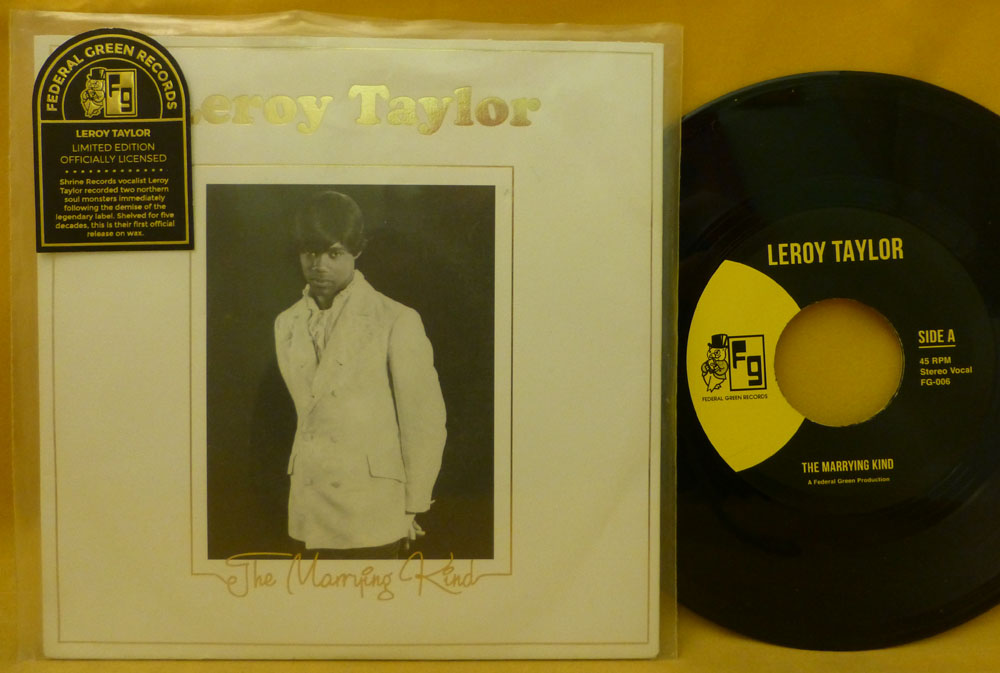 FEDERAL GREEN RECORDS
Fg
LEROY TAYLOR
LIMITED EDITION
OFFICIALLY LICENSED
Shrine Records vocalist Leroy
Taylor recorded two northern
soul monsters immediately
following the demise of the
legendary label. Shelved for five
decades, this is their first official
release on wax.
Leroy Taylor
The Marrying Kind
LEROY TAYLOR
Fg
FEDERAL GREEN RECORDS
SIDE A
45 RPM
Stereo Vocal
FG-006
THE MARRYING KIND
A Federal Green Production